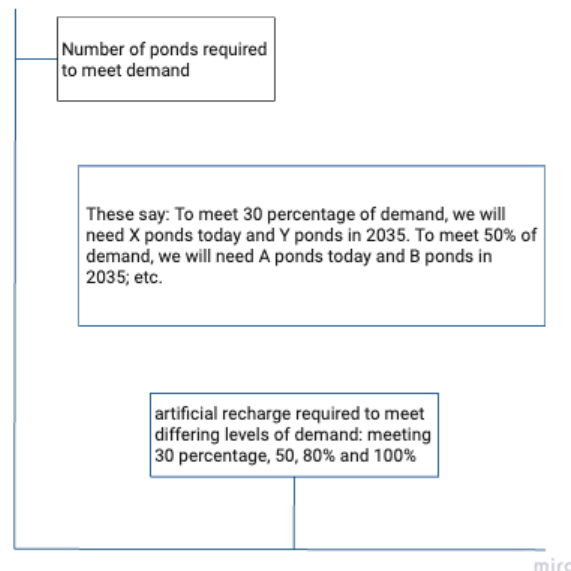 Number of ponds required
to meet demand
These say: To meet 30 percentage of demand, we will
need X ponds today and Y ponds in 2035. To meet 50% of
demand, we will need A ponds today and B ponds in
2035; etc.
artificial recharge required to meet
differing levels of demand: meeting
30 percentage, 50, 80% and 100%